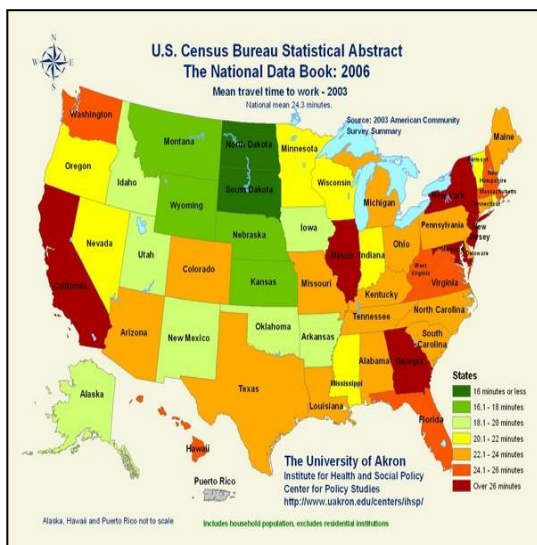 N
W E
S
U.S. Census Bureau Statistical Abstract
The National Data Book: 2006
Mean travel time to work - 2003
National mean 24.3 minutes.
Source: 2003 American Community
Survey Summary
Washington
Montana
North Dakota
Minnesota
Maine
Vermont
New
Hampshire
Oregon
Idaho
South Dakota
Wisconsin
Michigan
New York
Massachusetts
Connecticut
Wyoming
Iowa
Nebraska
Pennsylvania
New
Jersey
Nevada
Utah
Illinois
Indiana
Ohio
Delaware
California
Colorado
Kansas
Missouri
West
Virginia
Virginia
Kentucky
Arizona
New Mexico
Oklahoma
Arkansas
Tennessee
North Carolina
South
Carolina
Texas
Louisiana
Mississippi
Alabama
Georgia
Florida
Alaska
Hawaii
Puerto Rico
States
16 minutes or less
16.1 - 18 minutes
18.1 - 20 minutes
20.1 - 22 minutes
22.1 - 24 minutes
24.1 - 26 minutes
Over 26 minutes
The University of Akron
Institute for Health and Social Policy
Center for Policy Studies
http://www.uakron.edu/centers/ihsp/
Alaska, Hawaii and Puerto Rico not to scale
Includes household population, excludes residential institutions